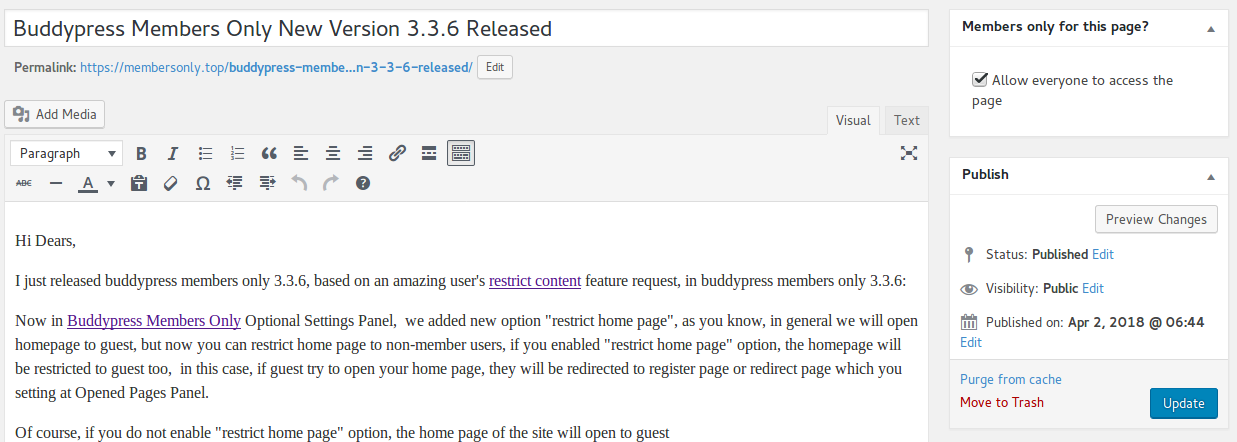 Buddypress Members Only New Version 3.3.6 Released
Permalink: https://membersonly.top/buddypress-membe...n-3-3-6-released/ Edit
Add Media
Visual Text
Paragraph
B I
ABC A Ω ?
Hi Dears,
I just released buddypress members only 3.3.6, based on an amazing user's restrict content feature request, in buddypress members only 3.3.6:
Now in Buddypress Members Only Optional Settings Panel,  we added new option "restrict home page", as you know, in general we will open
homepage to guest, but now you can restrict home page to non-member users, if you enabled "restrict home page" option, the homepage will
be restricted to guest too,  in this case, if guest try to open your home page, they will be redirected to register page or redirect page which you
setting at Opened Pages Panel.
Of course, if you do not enable "restrict home page" option, the home page of the site will open to guest
Members only for this page?
Allow everyone to access the
page
Publish
Preview Changes
Status: Published Edit
Visibility: Public Edit
Published on: Apr 2, 2018 @ 06:44
Edit
Purge from cache
Move to Trash
Update